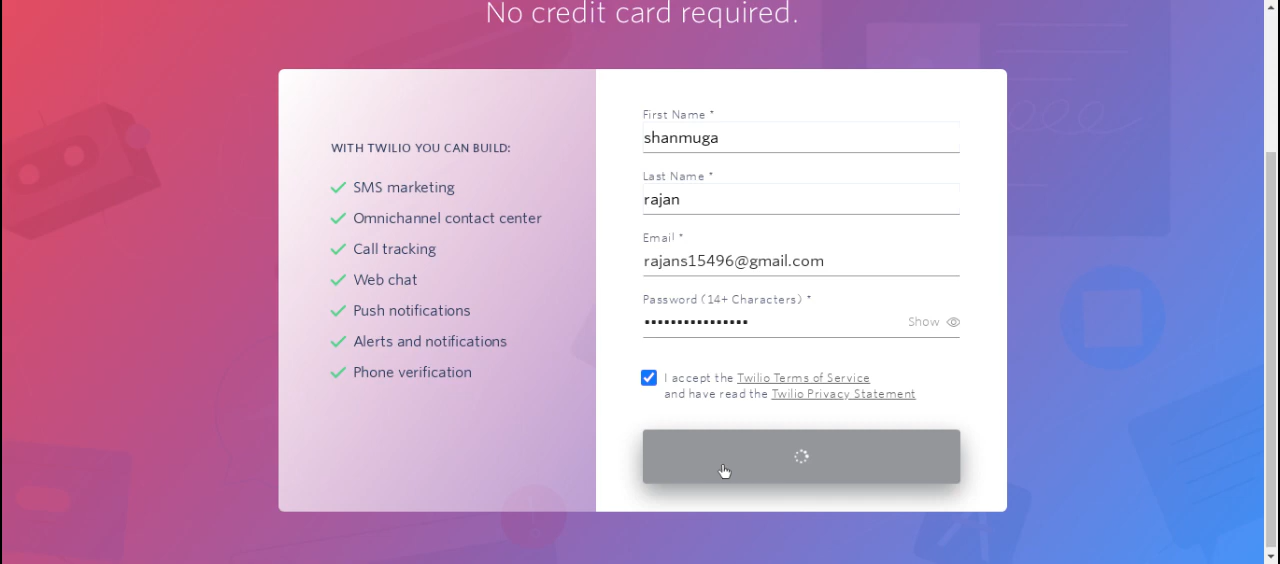 No credit card required.
WITH TWILIO YOU CAN BUILD:
SMS marketing
Omnichannel contact center
Call tracking
Web chat
Push notifications
Alerts and notifications
Phone verification
First Name *
shanmuga
Last Name *
rajan
Email *
rajans15496@gmail.com
Password (14+ Characters) *
••••••••••••••••
Show
I accept the Twilio Terms of Service
and have read the Twilio Privacy Statement